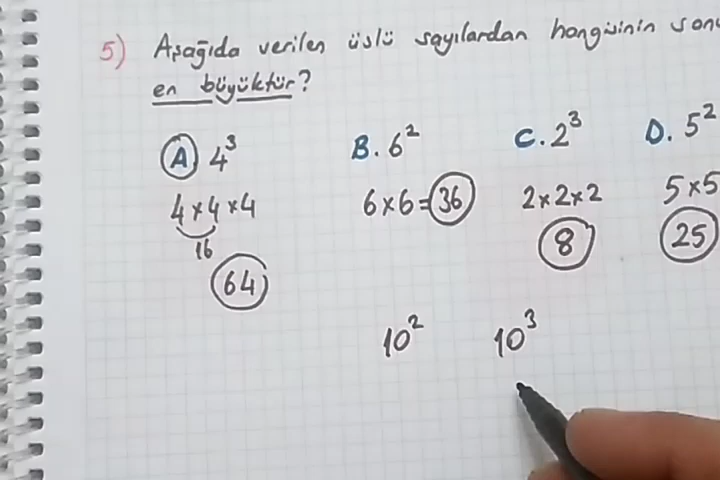 5) Aşağıda verilen üslü sayılardan hangisinin
en büyüktür?
A) 4³ B. 6² C. 2³ D. 5²
4×4×4 6×6=36 2×2×2 5×5
16 8 25
64
10² 10³